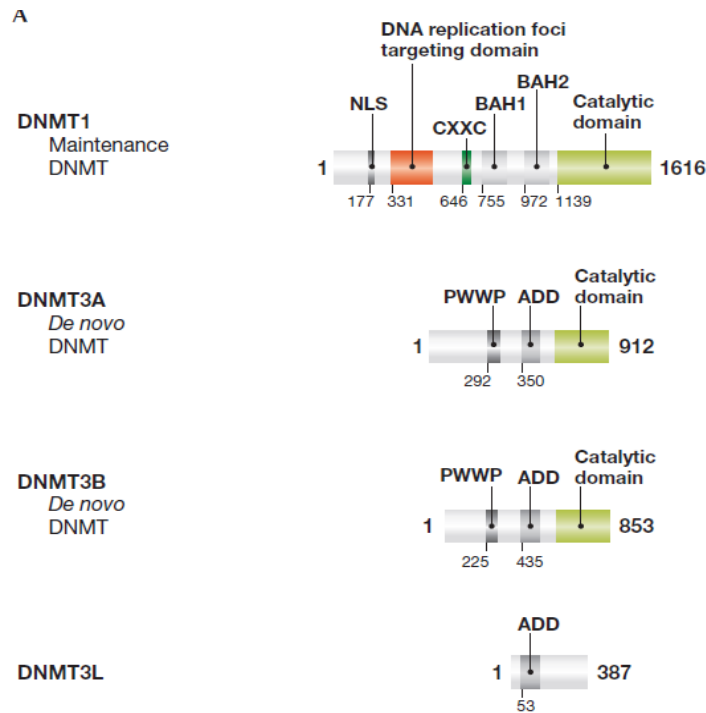 A
DNA replication foci
targeting domain
BAH2
NLS
BAH1
Catalytic
domain
CXXC
DNMT1
Maintenance
DNMT
1
1616
177
331
646
755
972
1139
Catalytic
domain
PWWP
ADD
DNMT3A
De novo
DNMT
1
912
292
350
Catalytic
domain
PWWP
ADD
DNMT3B
De novo
DNMT
1
853
225
435
ADD
DNMT3L
1
387
53